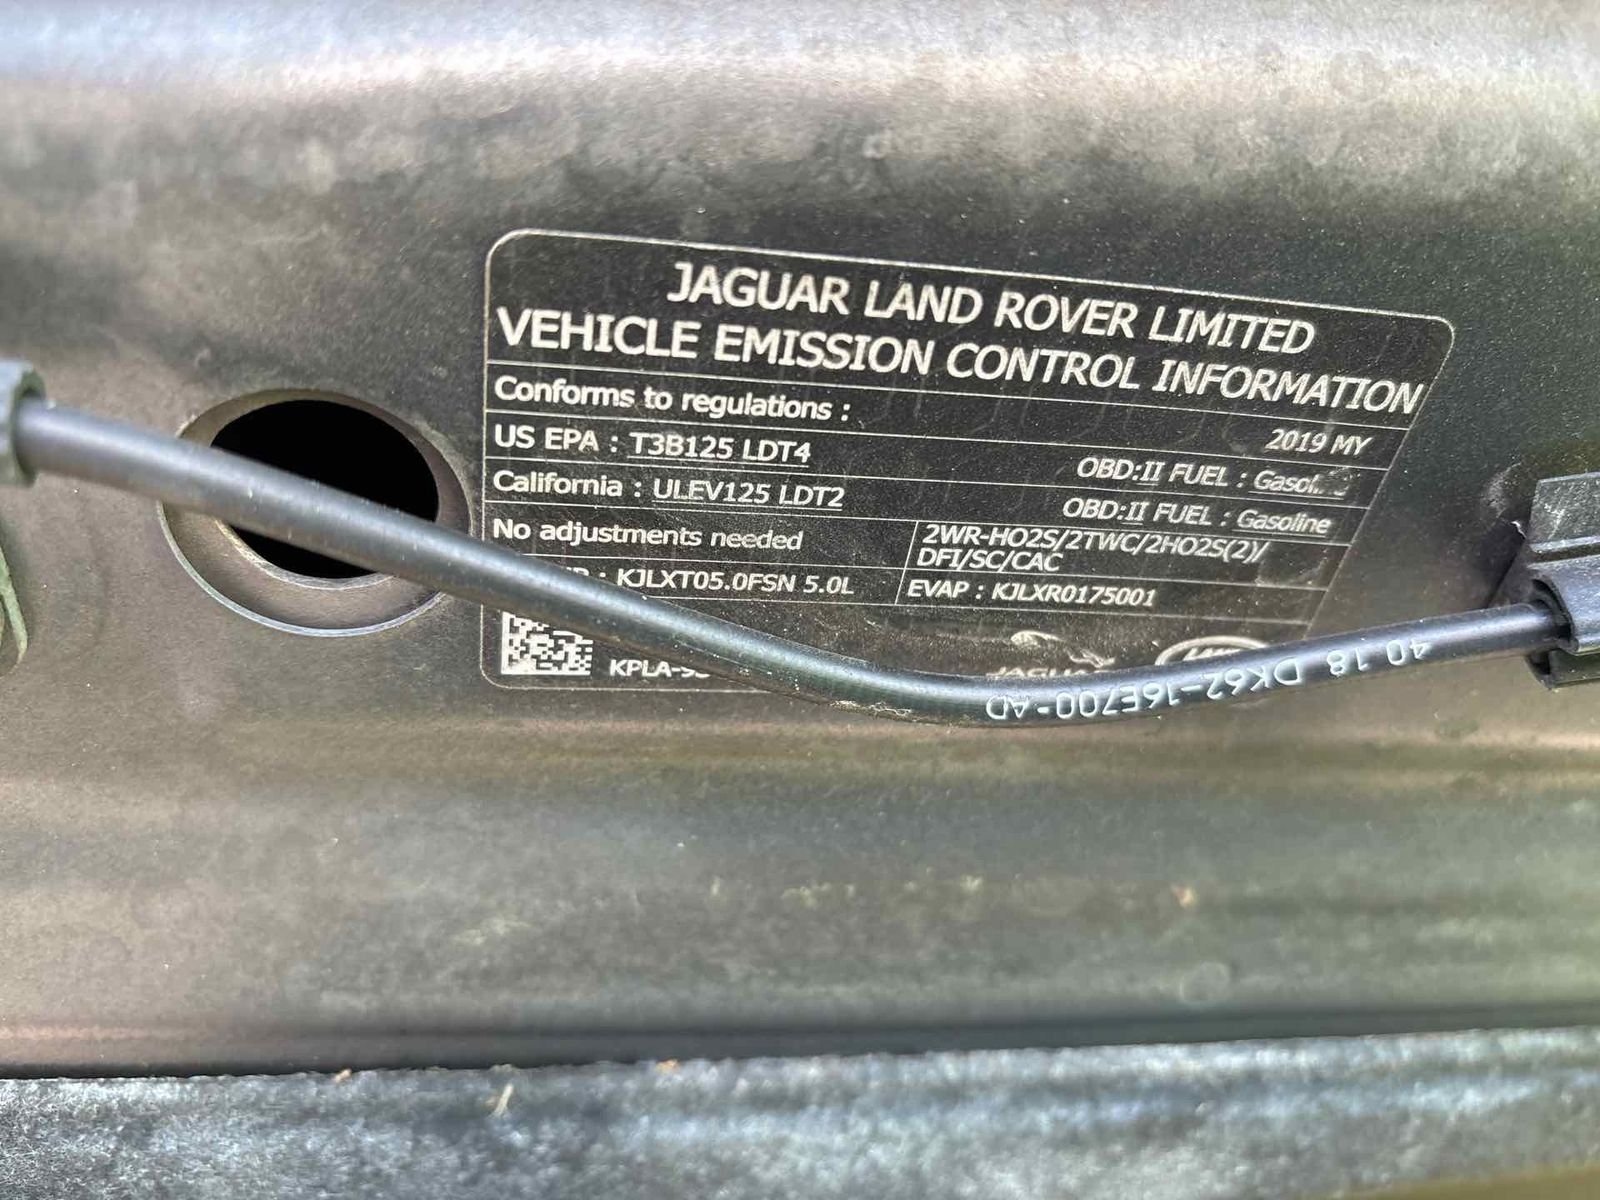 JAGUAR LAND ROVER LIMITED
VEHICLE EMISSION CONTROL INFORMATION
Conforms to regulations :
2019 MY
US EPA : T3B125 LDT4
OBD:II FUEL : Gasoline
California : ULEV125 LDT2
OBD:II FUEL : Gasoline
No adjustments needed
2WR-HO2S/2TWC/2HO2S(2)/
DFI/SC/CAC
: KJLXT05.0FSN 5.0L
EVAP : KJLXR0175001
JAGUAR
40 18 DK62-16E700-AD